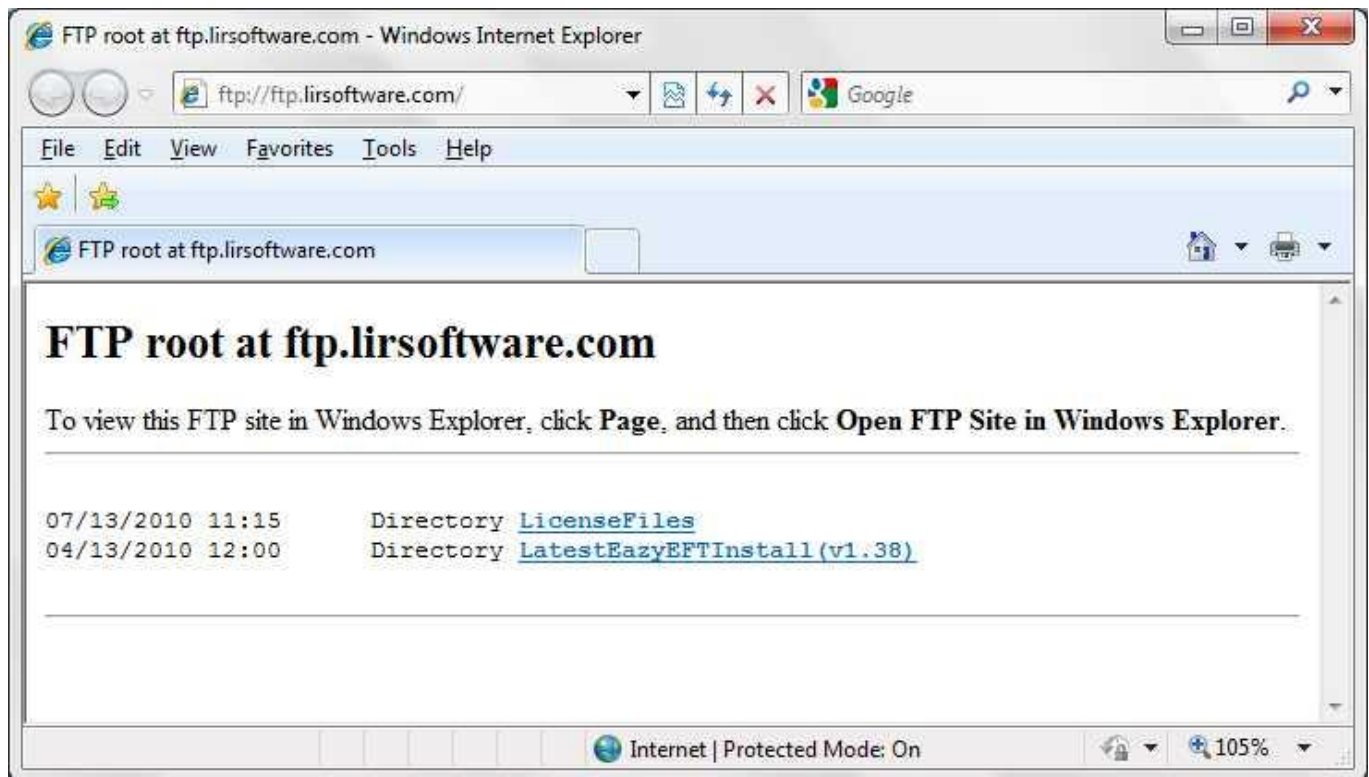 FTP root at ftp.lirsoftware.com - Windows Internet Explorer
ftp://ftp.lirsoftware.com/
Google
File Edit View Favorites Tools Help
FTP root at ftp.lirsoftware.com
FTP root at ftp.lirsoftware.com
To view this FTP site in Windows Explorer, click Page, and then click Open FTP Site in Windows Explorer.
07/13/2010 11:15 Directory LicenseFiles
04/13/2010 12:00 Directory LatestEazyEFTInstall(v1.38)
Internet | Protected Mode: On
105%